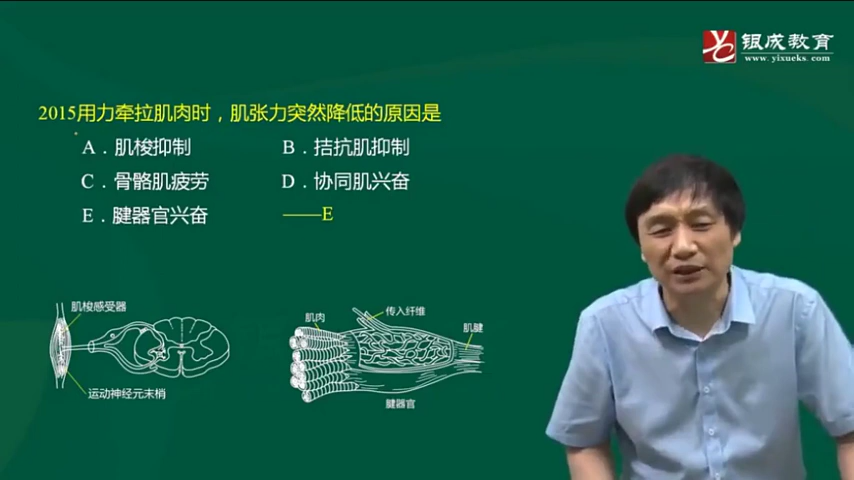 银成教育
www.yixueks.com
2015用力牵拉肌肉时，肌张力突然降低的原因是
A．肌梭抑制
B．拮抗肌抑制
C．骨骼肌疲劳
D．协同肌兴奋
E．腱器官兴奋
——E
肌梭感受器
运动神经元末梢
肌肉
传入纤维
肌腱
腱器官